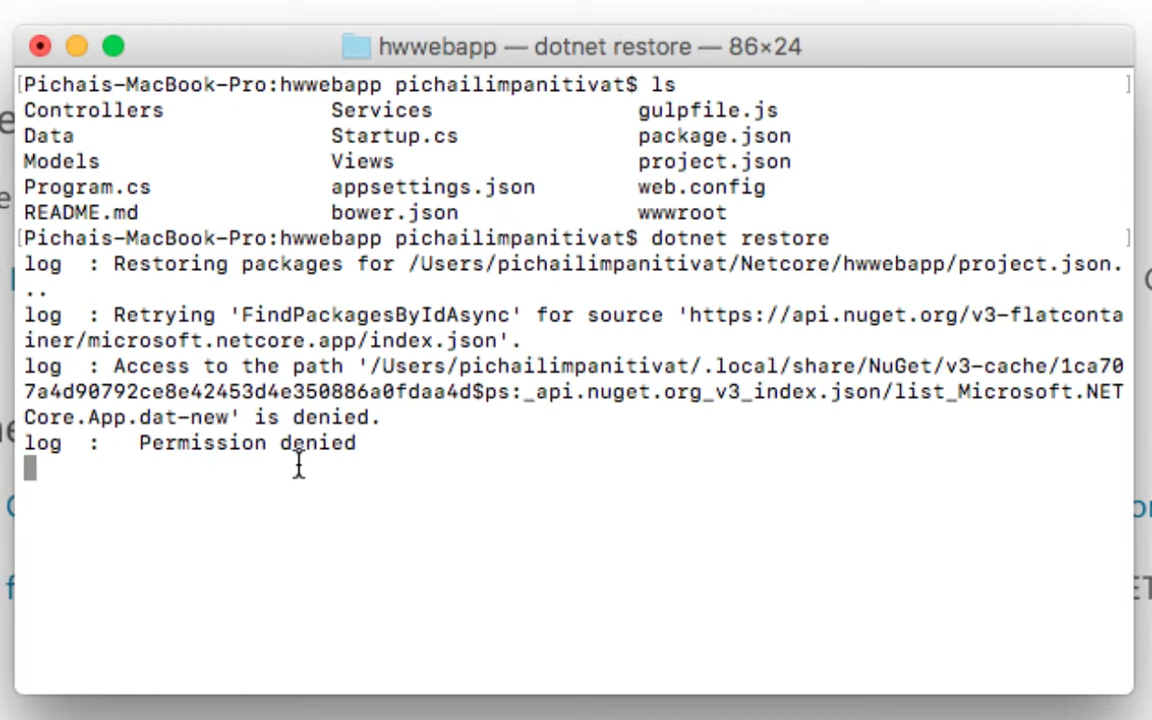 hwwebapp — dotnet restore — 86×24
[Pichais-MacBook-Pro:hwwebapp pichailimpanitivat$ ls ]
Controllers Services gulpfile.js
Data Startup.cs package.json
Models Views project.json
Program.cs appsettings.json web.config
README.md bower.json wwwroot
[Pichais-MacBook-Pro:hwwebapp pichailimpanitivat$ dotnet restore ]
log : Restoring packages for /Users/pichailimpanitivat/Netcore/hwwebapp/project.json.
..
log : Retrying 'FindPackagesByIdAsync' for source 'https://api.nuget.org/v3-flatconta
iner/microsoft.netcore.app/index.json'.
log : Access to the path '/Users/pichailimpanitivat/.local/share/NuGet/v3-cache/1ca70
7a4d90792ce8e42453d4e350886a0fdaa4d$ps:_api.nuget.org_v3_index.json/list_Microsoft.NET
Core.App.dat-new' is denied.
log :   Permission denied